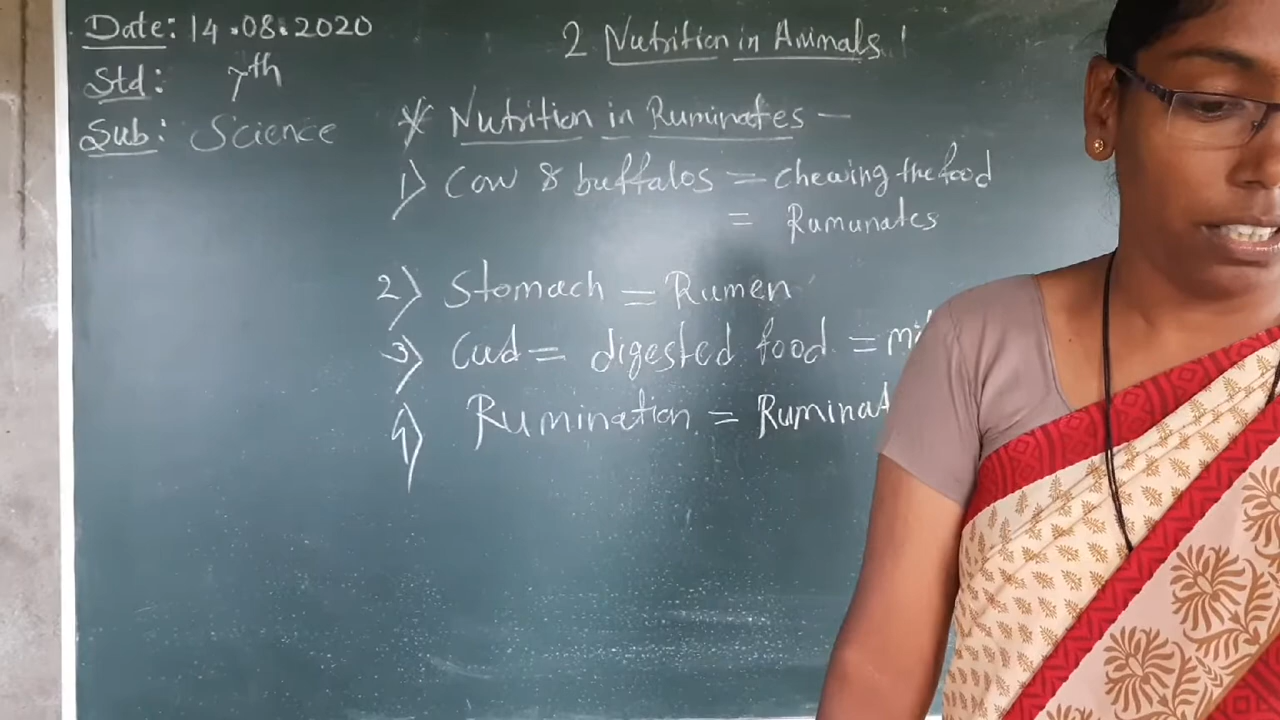 Date: 14.08.2020
Std: 7th
Sub: Science
2 Nutrition in Animals
* Nutrition in Ruminates -
1) Cow & buffalos = chewing the food
= Rumunates
2) Stomach = Rumen
3) Cud = digested food =
4) Rumination =